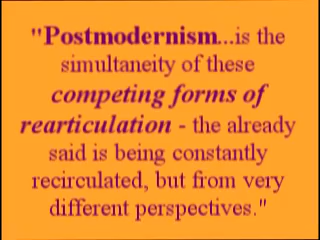 "Postmodernism...is the
simultaneity of these
competing forms of
rearticulation - the already
said is being constantly
recirculated, but from very
different perspectives."